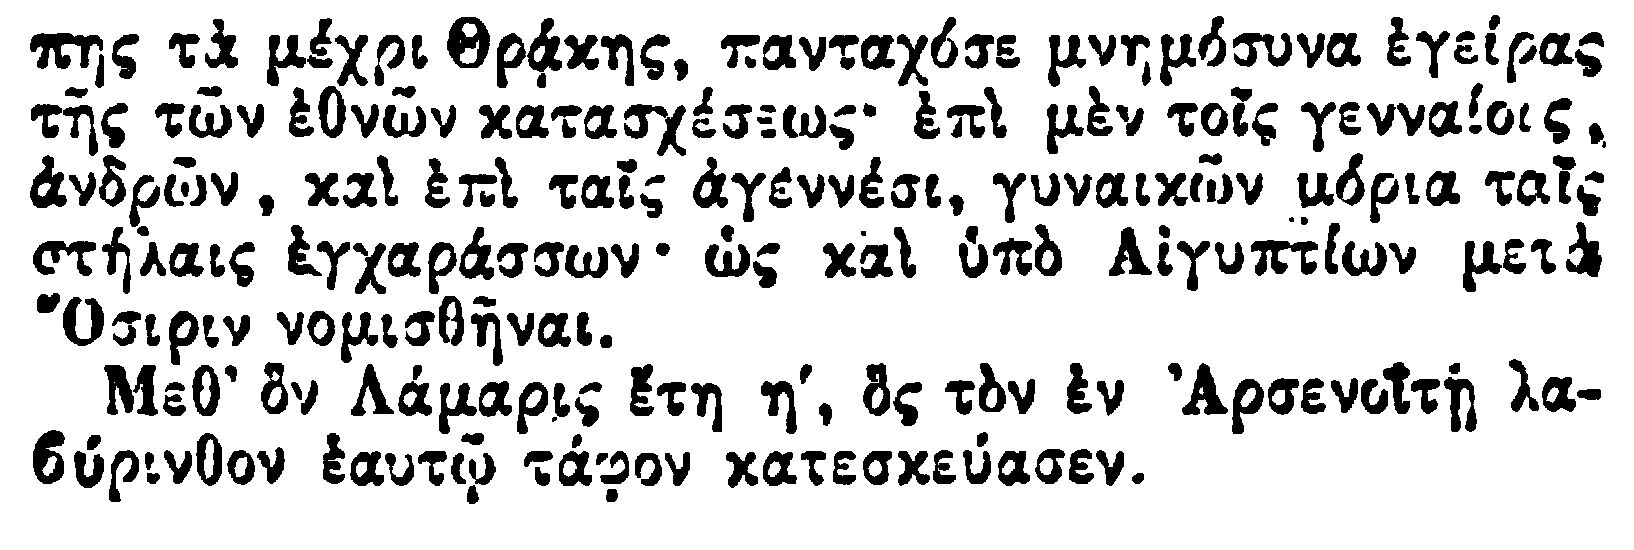 πης τὰ μέχρι Θρᾴκης, πανταχόσε μνημόσυνα ἐγείρας
τῆς τῶν ἐθνῶν κατασχέσεως· ἐπὶ μὲν τοῖς γενναίοις,
ἀνδρῶν, καὶ ἐπὶ ταῖς ἀγεννέσι, γυναικῶν μόρια ταῖς
στήλαις ἐγχαράσσων· ὡς καὶ ὑπὸ Αἰγυπτίων μετὰ
Ὄσιριν νομισθῆναι.
Μεθ' ὃν Λάμαρις ἔτη η΄, ὃς τὸν ἐν Ἀρσενοΐτῃ λα-
ϐύρινθον ἑαυτῷ τάφον κατεσκεύασεν.